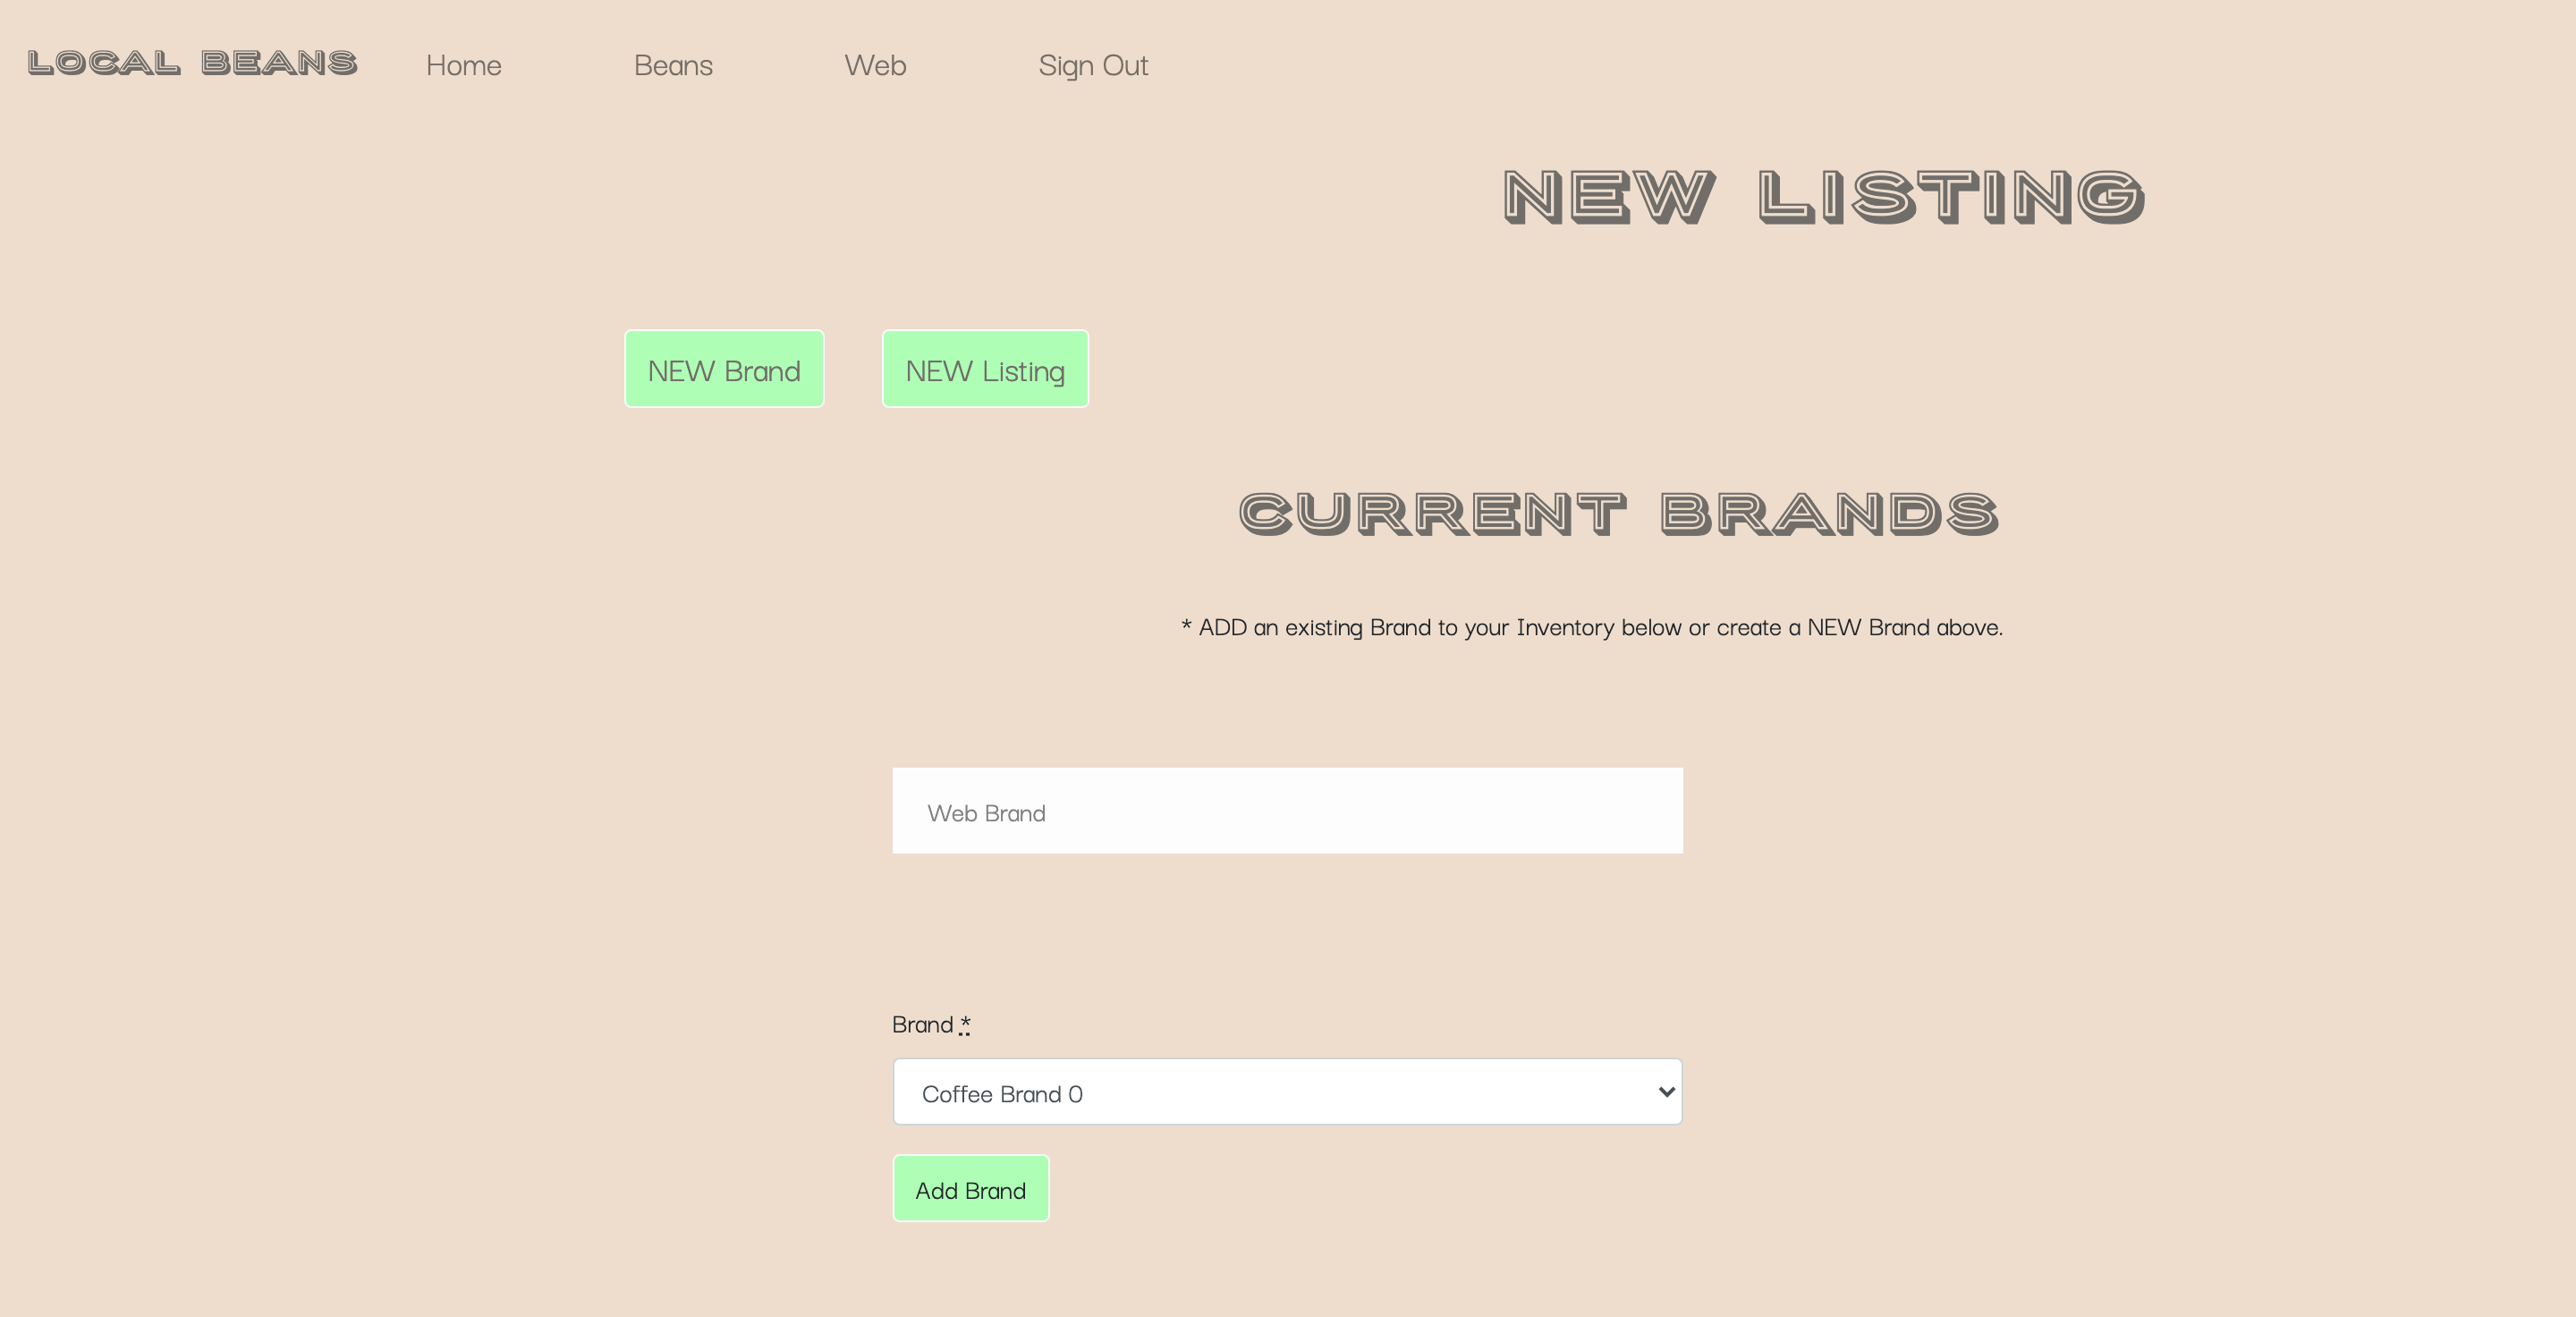 LOCAL BEANS Home Beans Web Sign Out
NEW LISTING
NEW Brand NEW Listing
CURRENT BRANDS
* ADD an existing Brand to your Inventory below or create a NEW Brand above.
Web Brand
Brand *
Coffee Brand 0
Add Brand